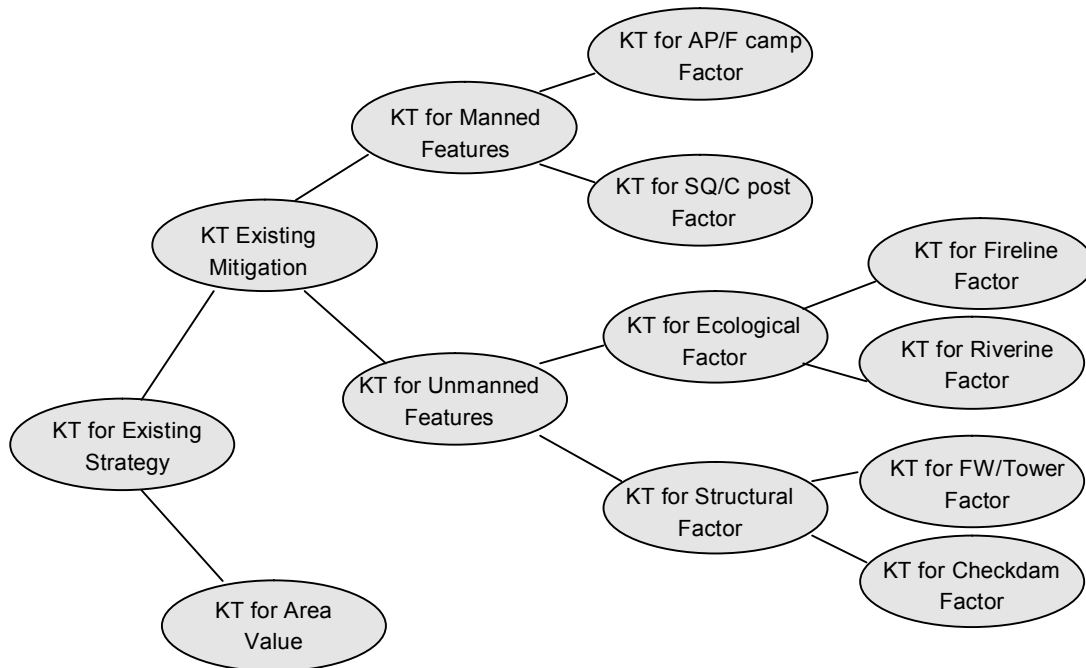 KT for AP/F camp
Factor
KT for Manned
Features
KT for SQ/C post
Factor
KT Existing
Mitigation
KT for Fireline
Factor
KT for Ecological
Factor
KT for Riverine
Factor
KT for Unmanned
Features
KT for Existing
Strategy
KT for FW/Tower
Factor
KT for Structural
Factor
KT for Checkdam
Factor
KT for Area
Value